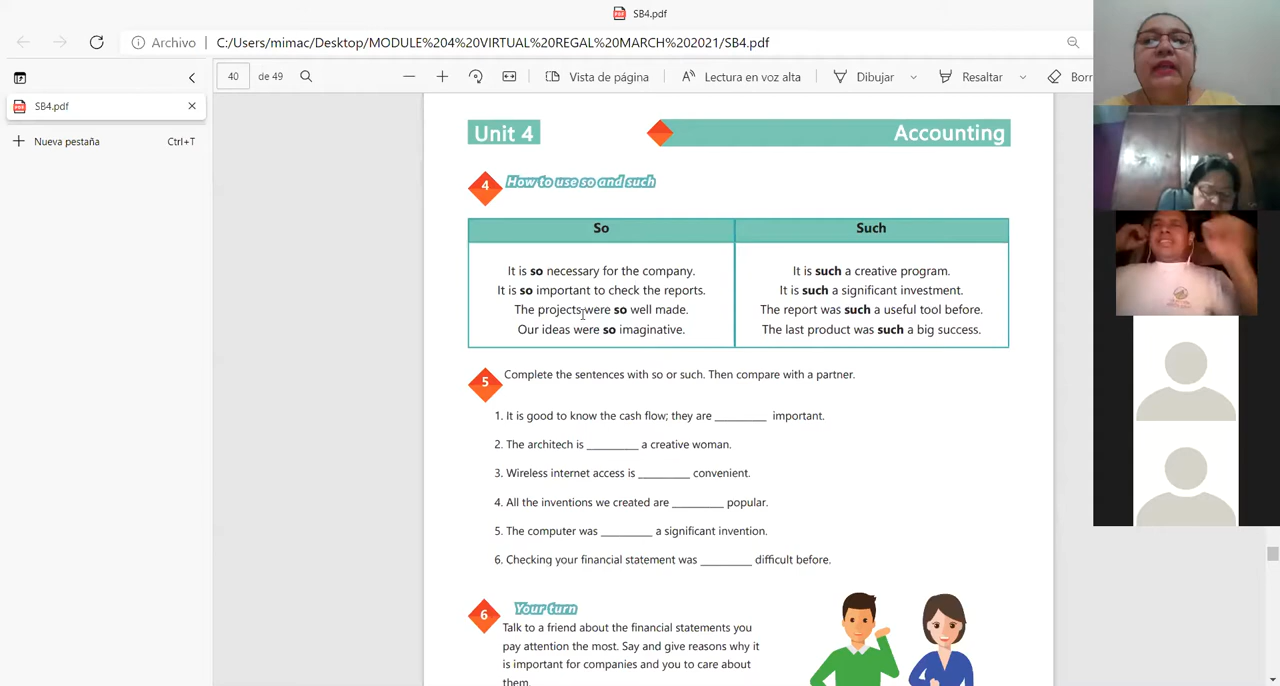 SB4.pdf
Archivo
C:/Users/mimac/Desktop/MODULE%204%20VIRTUAL%20REGAL%20MARCH%202021/SB4.pdf
40 de 49
Vista de página
Lectura en voz alta
Dibujar
Resaltar
Borr
SB4.pdf
Nueva pestaña
Ctrl+T
Unit 4
Accounting
4 How to use so and such
So
Such
It is so necessary for the company.
It is so important to check the reports.
The projects were so well made.
Our ideas were so imaginative.
It is such a creative program.
It is such a significant investment.
The report was such a useful tool before.
The last product was such a big success.
5 Complete the sentences with so or such. Then compare with a partner.
1. It is good to know the cash flow; they are _________ important.
2. The architech is _________ a creative woman.
3. Wireless internet access is _________ convenient.
4. All the inventions we created are _________ popular.
5. The computer was _________ a significant invention.
6. Checking your financial statement was _________ difficult before.
6 Your turn
Talk to a friend about the financial statements you
pay attention the most. Say and give reasons why it
is important for companies and you to care about
them.